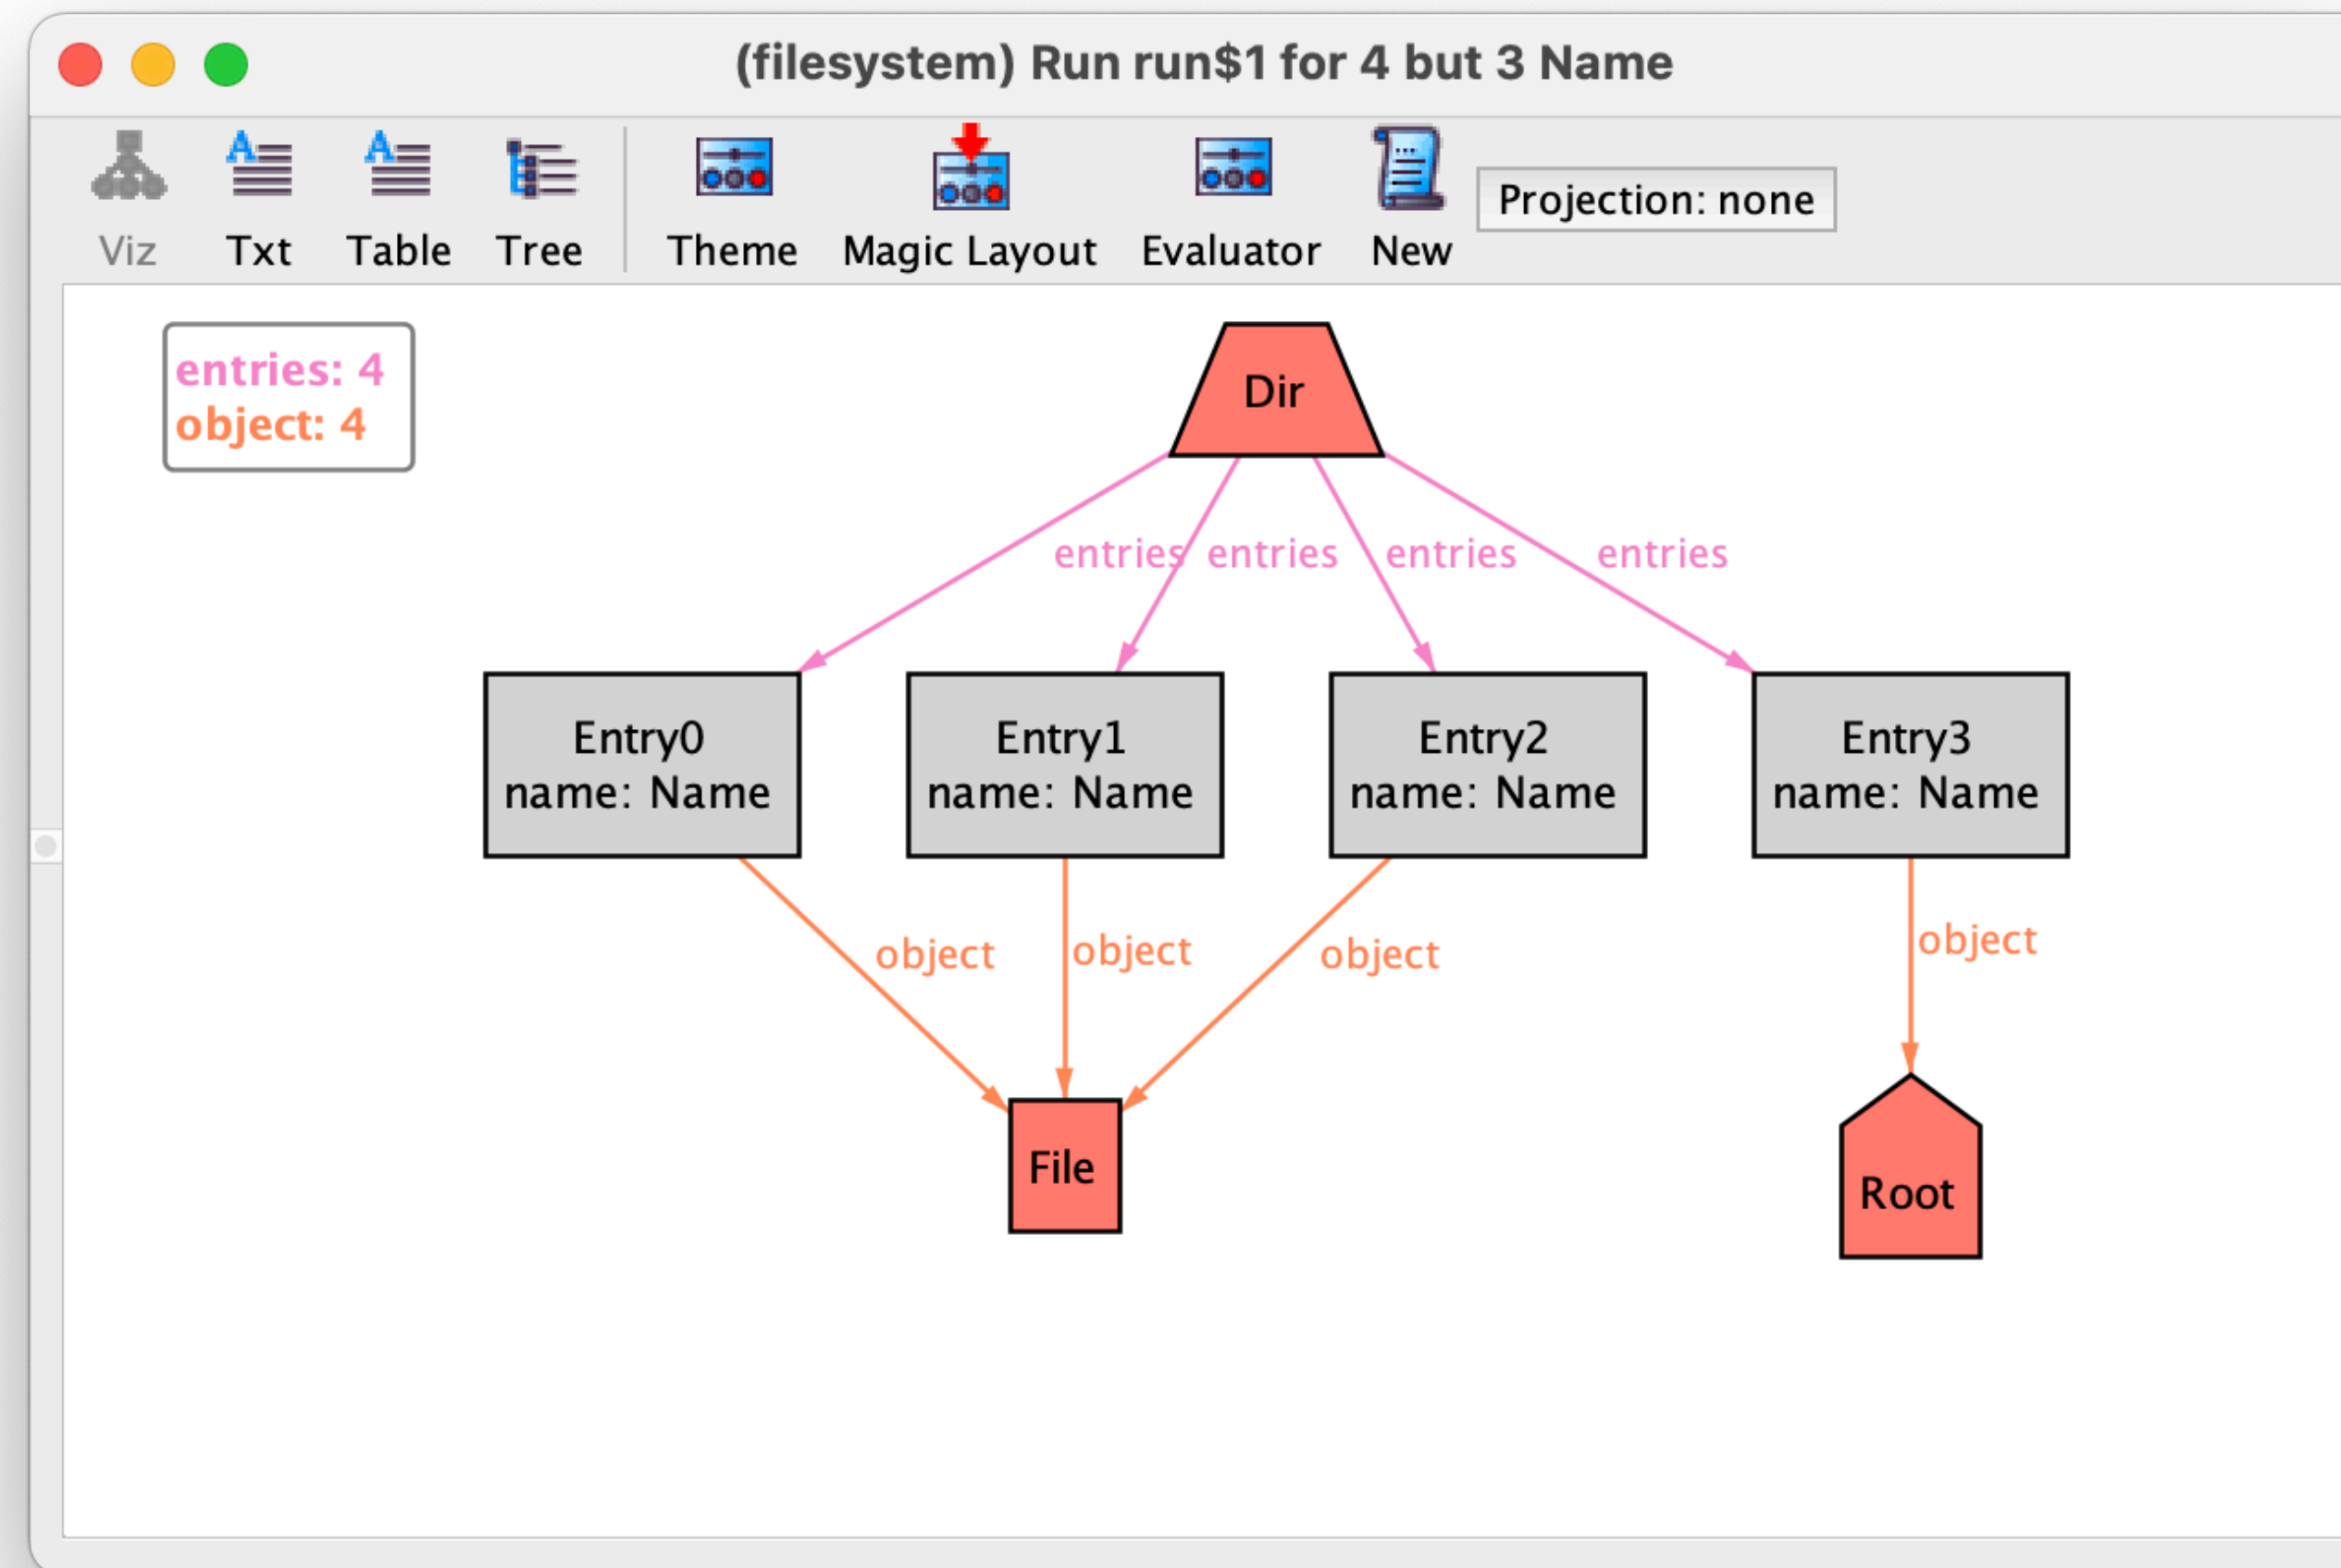 (filesystem) Run run$1 for 4 but 3 Name
Viz Txt Table Tree Theme Magic Layout Evaluator New Projection: none
entries: 4
object: 4
Dir
entries entries entries entries
Entry0
name: Name
Entry1
name: Name
Entry2
name: Name
Entry3
name: Name
object object object object
File
Root